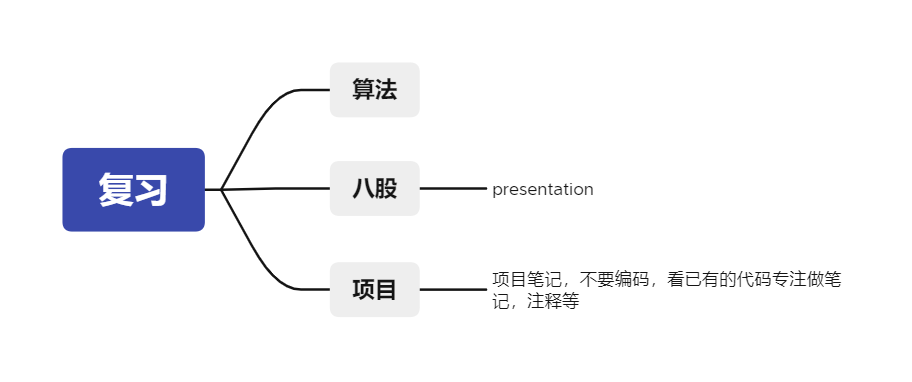 复习
算法
八股
presentation
项目
项目笔记，不要编码，看已有的代码专注做笔
记，注释等